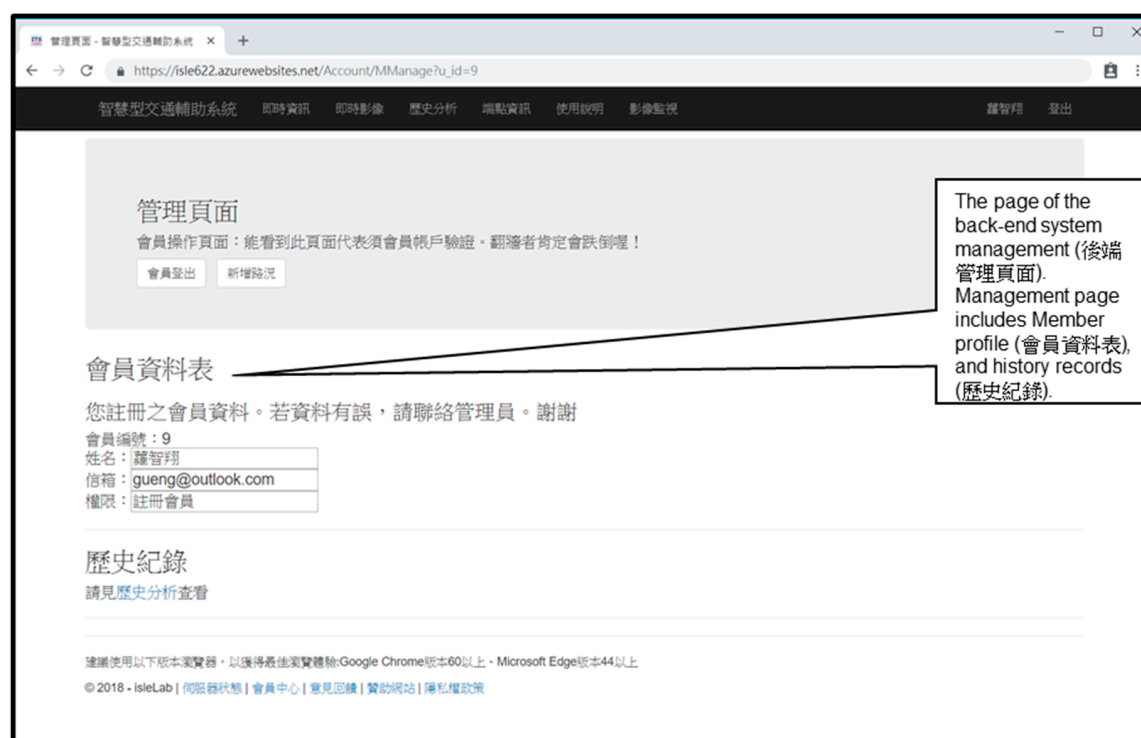 管理頁面 - 智慧型交通輔助系統
https://isle622.azurewebsites.net/Account/MManage?u_id=9
智慧型交通輔助系統 即時資訊 即時影像 歷史分析 端點資訊 使用說明 影像監視 蘿智翔 登出
管理頁面
會員操作頁面：能看到此頁面代表須會員帳戶驗證。翻牆者肯定會跌倒喔！
會員登出 新增路況
The page of the
back-end system
management (後端
管理頁面).
Management page
includes Member
profile (會員資料表),
and history records
(歷史紀錄).
會員資料表
您註冊之會員資料。若資料有誤，請聯絡管理員。謝謝
會員編號：9
姓名：蘿智翔
信箱：gueng@outlook.com
權限：註冊會員
歷史紀錄
請見歷史分析查看
建議使用以下版本瀏覽器，以獲得最佳瀏覽體驗:Google Chrome版本60以上、Microsoft Edge版本44以上
© 2018 - isleLab | 伺服器狀態 | 會員中心 | 意見回饋 | 贊助網站 | 隱私權政策